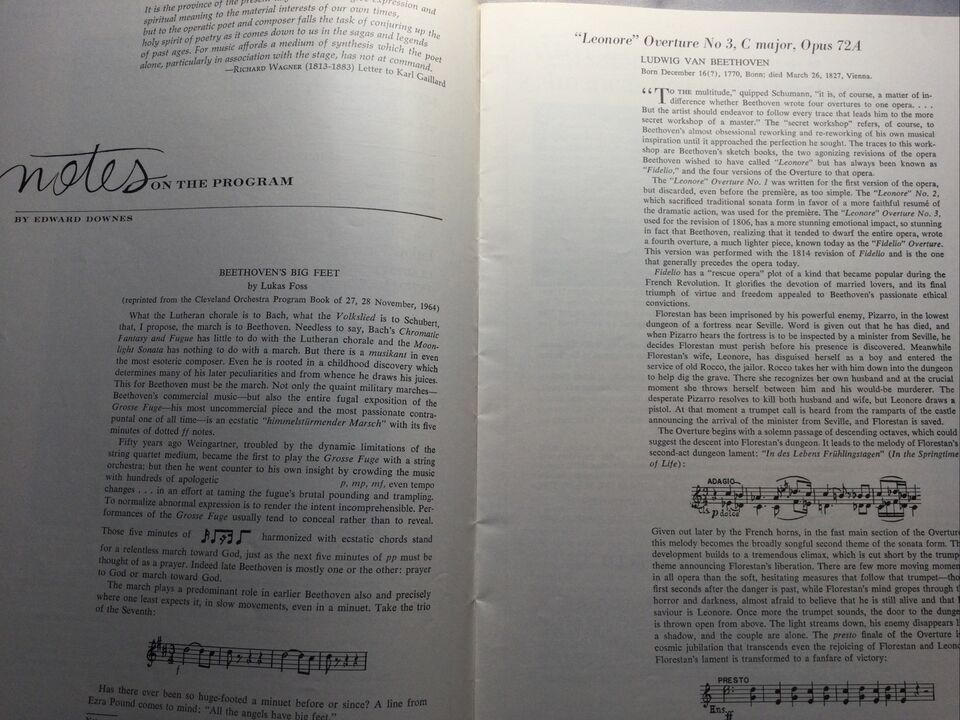 It is the province of the present
expression and
spiritual meaning to the material interests of our own times,
but to the operatic poet and composer falls the task of conjuring up the
holy spirit of poetry as it comes down to us in the sagas and legends
of past ages. For music affords a medium of synthesis which the poet
alone, particularly in association with the stage, has not at command.
—RICHARD WAGNER (1813-1883) Letter to Karl Gaillard
notes ON THE PROGRAM
BY EDWARD DOWNES
BEETHOVEN'S BIG FEET
by Lukas Foss
(reprinted from the Cleveland Orchestra Program Book of 27, 28 November, 1964)
What the Lutheran chorale is to Bach, what the Volkslied is to Schubert,
that, I propose, the march is to Beethoven. Needless to say, Bach's Chromatic
Fantasy and Fugue has little to do with the Lutheran chorale and the Moon-
light Sonata has nothing to do with a march. But there is a musikant in even
the most esoteric composer. Even he is rooted in a childhood discovery which
determines many of his later peculiarities and from whence he draws his juices.
This for Beethoven must be the march. Not only the quaint military marches—
Beethoven's commercial music—but also the entire fugal exposition of the
Grosse Fuge—his most uncommercial piece and the most passionate contra-
puntal one of all time—is an ecstatic "himmelstürmender Marsch" with its five
minutes of dotted ff notes.
Fifty years ago Weingartner, troubled by the dynamic limitations of the
string quartet medium, became the first to play the Grosse Fuge with a string
orchestra; but then he went counter to his own insight by crowding the music
with hundreds of apologetic p, mp, mf, even tempo
changes . . . in an effort at taming the fugue's brutal pounding and trampling.
To normalize abnormal expression is to render the intent incomprehensible. Per-
formances of the Grosse Fuge usually tend to conceal rather than to reveal.
Those five minutes of harmonized with ecstatic chords stand
for a relentless march toward God, just as the next five minutes of pp must be
thought of as a prayer. Indeed late Beethoven is mostly one or the other: prayer
to God or march toward God.
The march plays a predominant role in earlier Beethoven also and precisely
where one least expects it, in slow movements, even in a minuet. Take the trio
of the Seventh:
Has there ever been so huge-footed a minuet before or since? A line from
Ezra Pound comes to mind: "All the angels have big feet."
"Leonore" Overture No 3, C major, Opus 72A
LUDWIG VAN BEETHOVEN
Born December 16(?), 1770, Bonn; died March 26, 1827, Vienna.
"TO THE multitude," quipped Schumann, "it is, of course, a matter of in-
difference whether Beethoven wrote four overtures to one opera. . . .
But the artist should endeavor to follow every trace that leads him to the more
secret workshop of a master." The "secret workshop" refers, of course, to
Beethoven's almost obsessional reworking and re-working of his own musical
inspiration until it approached the perfection he sought. The traces to this work-
shop are Beethoven's sketch books, the two agonizing revisions of the opera
Beethoven wished to have called "Leonore" but has always been known as
"Fidelio," and the four versions of the Overture to that opera.
The "Leonore" Overture No. 1 was written for the first version of the opera,
but discarded, even before the première, as too simple. The "Leonore" No. 2,
which sacrificed traditional sonata form in favor of a more faithful resumé of
the dramatic action, was used for the première. The "Leonore" Overture No. 3,
used for the revision of 1806, has a more stunning emotional impact, so stunning
in fact that Beethoven, realizing that it tended to dwarf the entire opera, wrote
a fourth overture, a much lighter piece, known today as the "Fidelio" Overture.
This version was performed with the 1814 revision of Fidelio and is the one
that generally precedes the opera today.
Fidelio has a "rescue opera" plot of a kind that became popular during the
French Revolution. It glorifies the devotion of married lovers, and its final
triumph of virtue and freedom appealed to Beethoven's passionate ethical
convictions.
Florestan has been imprisoned by his powerful enemy, Pizarro, in the lowest
dungeon of a fortress near Seville. Word is given out that he has died, and
when Pizarro hears the fortress is to be inspected by a minister from Seville, he
decides Florestan must perish before his presence is discovered. Meanwhile
Florestan's wife, Leonore, has disguised herself as a boy and entered the
service of old Rocco, the jailor. Rocco takes her with him down into the dungeon
to help dig the grave. There she recognizes her own husband and at the crucial
moment she throws herself between him and his would-be murderer. The
desperate Pizarro resolves to kill both husband and wife, but Leonore draws a
pistol. At that moment a trumpet call is heard from the ramparts of the castle
announcing the arrival of the minister from Seville, and Florestan is saved.
The Overture begins with a solemn passage of descending octaves, which could
suggest the descent into Florestan's dungeon. It leads to the melody of Florestan's
second-act dungeon lament: "In des Lebens Frühlingstagen" (In the Springtime
of Life):
ADAGIO
Cls. p dolce
Given out later by the French horns, in the fast main section of the Overture
this melody becomes the broadly songful second theme of the sonata form. Th
development builds to a tremendous climax, which is cut short by the trump
theme announcing Florestan's liberation. There are few more moving momen
in all opera than the soft, hesitating measures that follow that trumpet—tho
first seconds after the danger is past, while Florestan's mind gropes through t
horror and darkness, almost afraid to believe that he is still alive and that h
saviour is Leonore. Once more the trumpet sounds, the door to the dunge
is thrown open from above. The light streams down, his enemy disappears l
a shadow, and the couple are alone. The presto finale of the Overture is
cosmic jubilation that transcends even the rejoicing of Florestan and Leono
Florestan's lament is transformed to a fanfare of victory:
PRESTO
Hns. ff